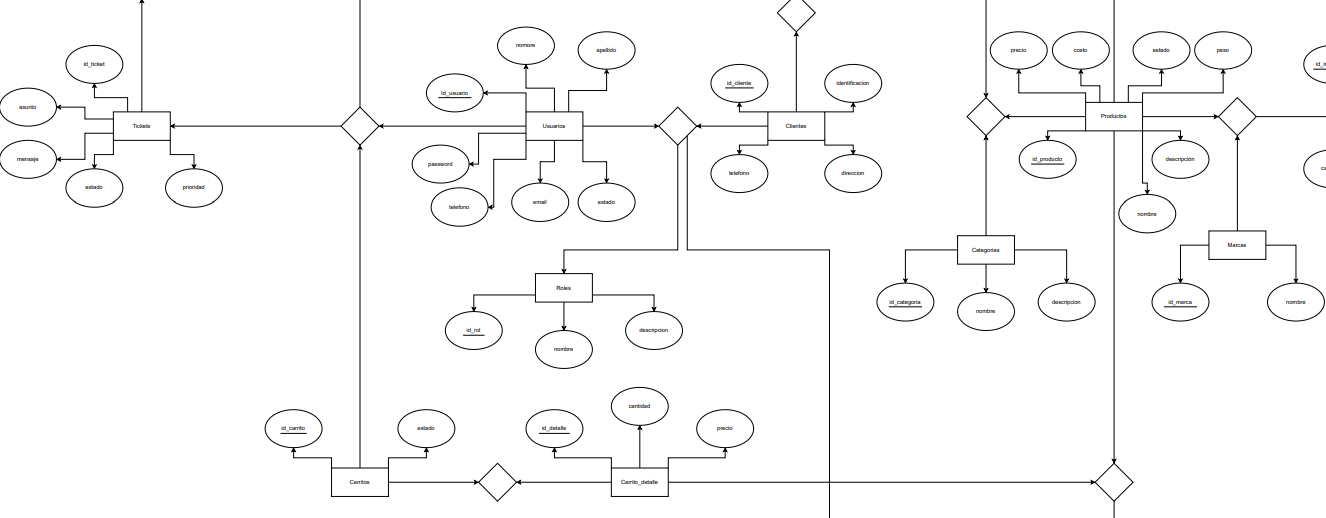 nomore
apellido
precio
costo
estado
peso
id_ticket
Id_usuario
id_cliente
identificacion
asunto
Tickets
Usuarios
Clientes
Productos
mensaje
password
telefono
direccion
id_producto
descripción
estado
prioridad
telefono
email
estado
nombre
Categorias
Marcas
Roles
id_rol
nombre
descripcion
id_categoria
nombre
descripcion
id_marca
nombre
cantidad
id_carrito
estado
id_detalle
precio
Carritos
Carrito_detalle